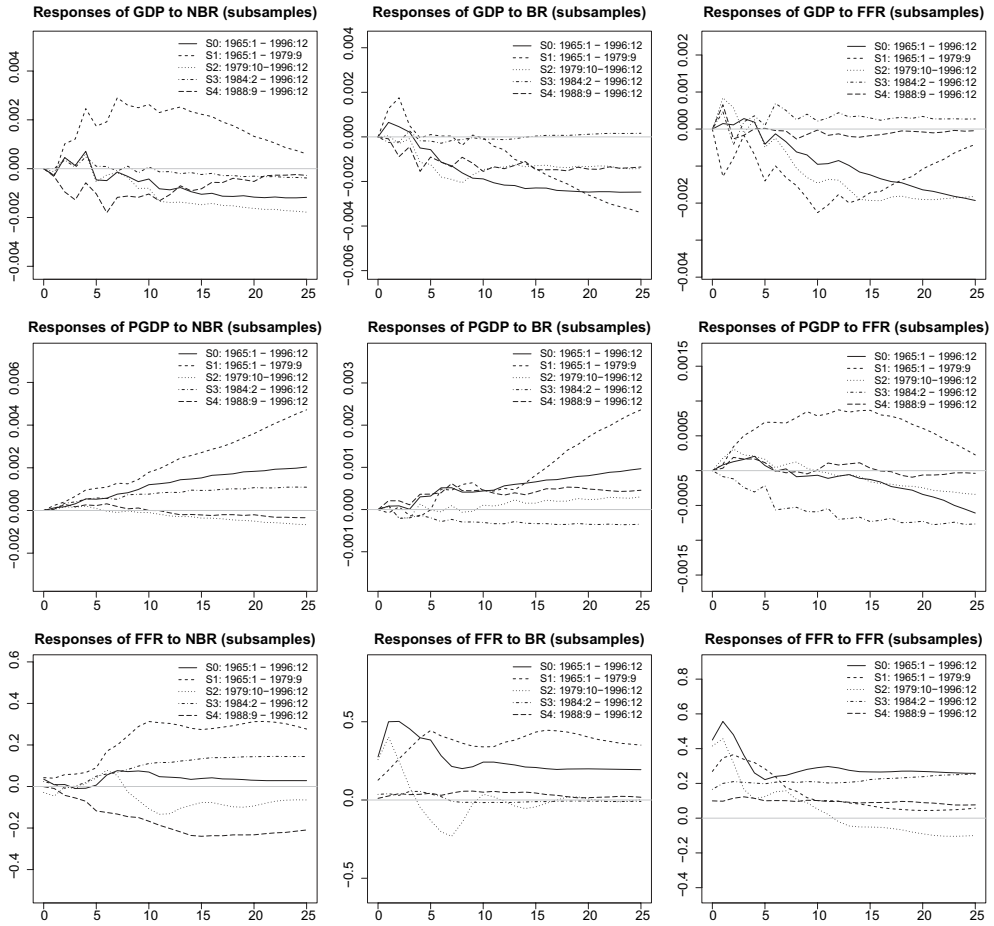 Responses of GDP to NBR (subsamples)
0.004
0.002
0.000
−0.002
−0.004
S0: 1965:1 − 1996:12
S1: 1965:1 − 1979:9
S2: 1979:10−1996:12
S3: 1984:2 − 1996:12
S4: 1988:9 − 1996:12
0 5 10 15 20 25
Responses of GDP to BR (subsamples)
0.004
0.002
0.000
−0.002
−0.004
−0.006
S0: 1965:1 − 1996:12
S1: 1965:1 − 1979:9
S2: 1979:10−1996:12
S3: 1984:2 − 1996:12
S4: 1988:9 − 1996:12
0 5 10 15 20 25
Responses of GDP to FFR (subsamples)
0.002
0.001
0.000
−0.002
−0.004
S0: 1965:1 − 1996:12
S1: 1965:1 − 1979:9
S2: 1979:10−1996:12
S3: 1984:2 − 1996:12
S4: 1988:9 − 1996:12
0 5 10 15 20 25
Responses of PGDP to NBR (subsamples)
0.006
0.004
0.002
0.000
−0.002
S0: 1965:1 − 1996:12
S1: 1965:1 − 1979:9
S2: 1979:10−1996:12
S3: 1984:2 − 1996:12
S4: 1988:9 − 1996:12
0 5 10 15 20 25
Responses of PGDP to BR (subsamples)
0.003
0.002
0.001
0.000
−0.001
S0: 1965:1 − 1996:12
S1: 1965:1 − 1979:9
S2: 1979:10−1996:12
S3: 1984:2 − 1996:12
S4: 1988:9 − 1996:12
0 5 10 15 20 25
Responses of PGDP to FFR (subsamples)
0.0015
0.0005
−0.0005
−0.0015
S0: 1965:1 − 1996:12
S1: 1965:1 − 1979:9
S2: 1979:10−1996:12
S3: 1984:2 − 1996:12
S4: 1988:9 − 1996:12
0 5 10 15 20 25
Responses of FFR to NBR (subsamples)
0.6
0.4
0.2
0.0
−0.2
−0.4
S0: 1965:1 − 1996:12
S1: 1965:1 − 1979:9
S2: 1979:10−1996:12
S3: 1984:2 − 1996:12
S4: 1988:9 − 1996:12
0 5 10 15 20 25
Responses of FFR to BR (subsamples)
0.5
0.0
−0.5
S0: 1965:1 − 1996:12
S1: 1965:1 − 1979:9
S2: 1979:10−1996:12
S3: 1984:2 − 1996:12
S4: 1988:9 − 1996:12
0 5 10 15 20 25
Responses of FFR to FFR (subsamples)
0.8
0.6
0.4
0.2
0.0
−0.2
−0.4
S0: 1965:1 − 1996:12
S1: 1965:1 − 1979:9
S2: 1979:10−1996:12
S3: 1984:2 − 1996:12
S4: 1988:9 − 1996:12
0 5 10 15 20 25